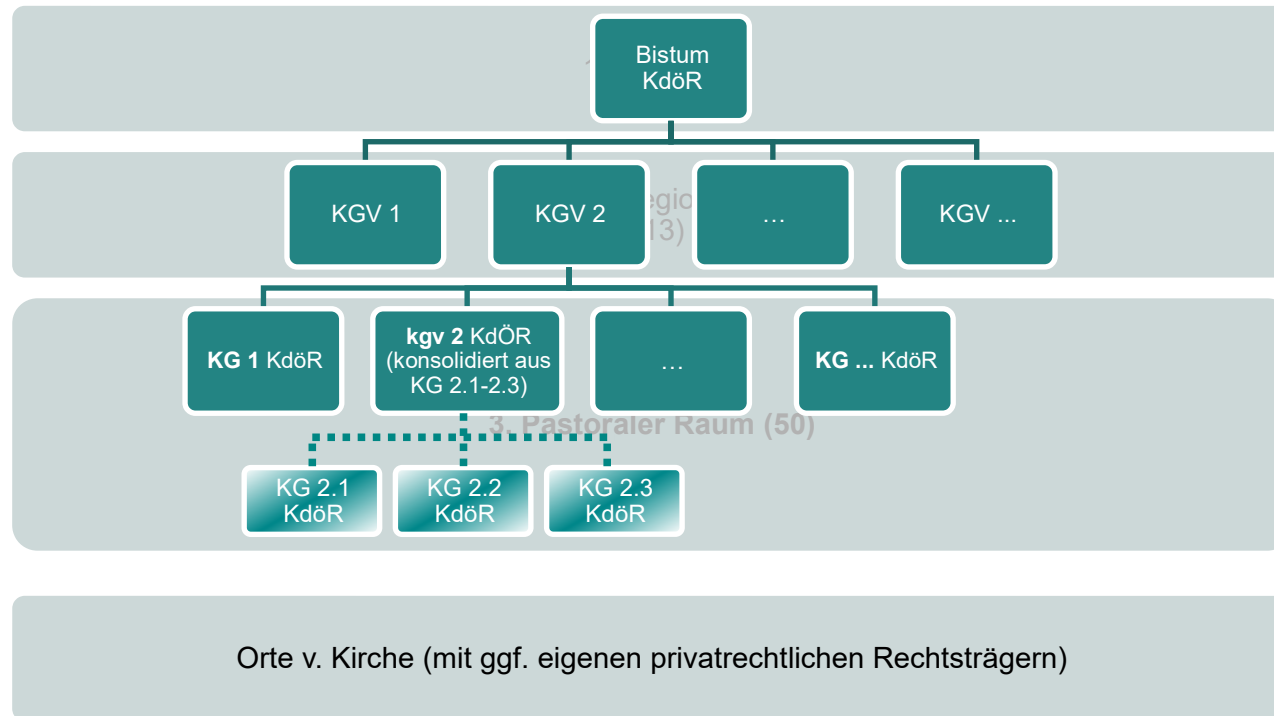 Bistum
KdöR
KGV 1
KGV 2
...
KGV ...
egio
13)
KG 1 KdöR
kgv 2 KdÖR
(konsolidiert aus
KG 2.1-2.3)
...
KG ... KdöR
3. Pastoraler Raum (50)
KG 2.1
KdöR
KG 2.2
KdöR
KG 2.3
KdöR
Orte v. Kirche (mit ggf. eigenen privatrechtlichen Rechtsträgern)